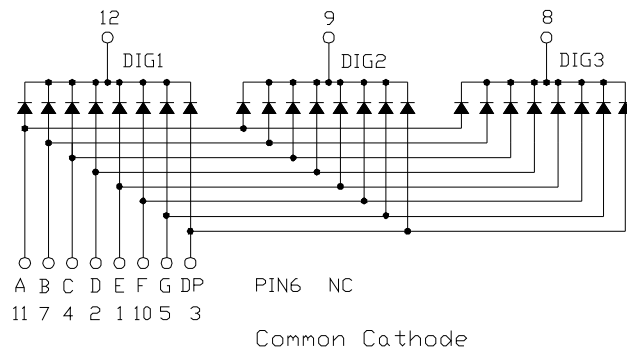 12 9 8
DIG1 DIG2 DIG3
A B C D E F G DP PIN6 NC
11 7 4 2 1 10 5 3
Common Cathode